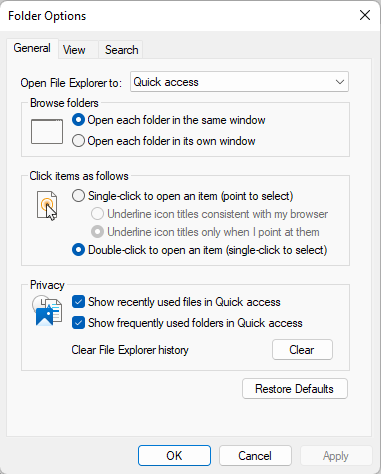 Folder Options
General View Search
Open File Explorer to: Quick access
Browse folders
Open each folder in the same window
Open each folder in its own window
Click items as follows
Single-click to open an item (point to select)
Underline icon titles consistent with my browser
Underline icon titles only when I point at them
Double-click to open an item (single-click to select)
Privacy
Show recently used files in Quick access
Show frequently used folders in Quick access
Clear File Explorer history Clear
Restore Defaults
OK Cancel Apply